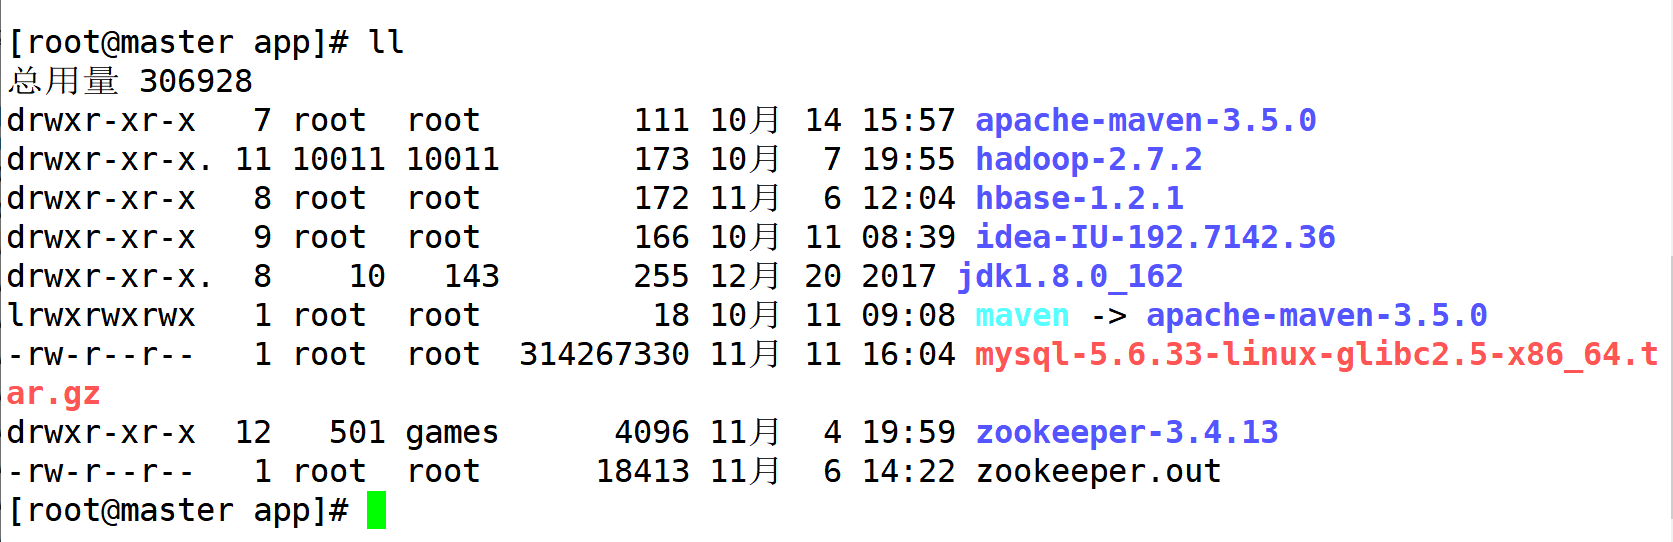 [root@master app]# ll
总用量 306928
drwxr-xr-x   7 root  root        111 10月  14 15:57 apache-maven-3.5.0
drwxr-xr-x. 11 10011 10011       173 10月   7 19:55 hadoop-2.7.2
drwxr-xr-x   8 root  root        172 11月   6 12:04 hbase-1.2.1
drwxr-xr-x   9 root  root        166 10月  11 08:39 idea-IU-192.7142.36
drwxr-xr-x.  8    10   143       255 12月  20 2017 jdk1.8.0_162
lrwxrwxrwx   1 root  root         18 10月  11 09:08 maven -> apache-maven-3.5.0
-rw-r--r--   1 root  root  314267330 11月  11 16:04 mysql-5.6.33-linux-glibc2.5-x86_64.t
ar.gz
drwxr-xr-x  12   501 games      4096 11月   4 19:59 zookeeper-3.4.13
-rw-r--r--   1 root  root      18413 11月   6 14:22 zookeeper.out
[root@master app]#